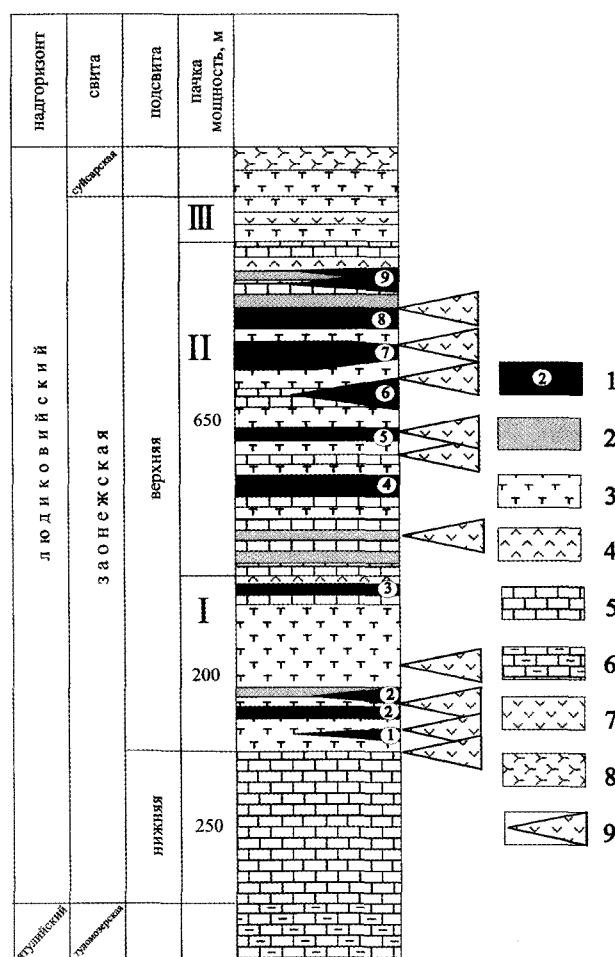 надгоризонт
свита
подсвита
пачка
мощность, м
людиковийский
ятулийский
суйсарская
заонежская
туломозерская
верхняя
нижняя
III
II
650
I
200
250
9
8
7
6
5
4
3
2
2
1
2 1
2
3
4
5
6
7
8
9